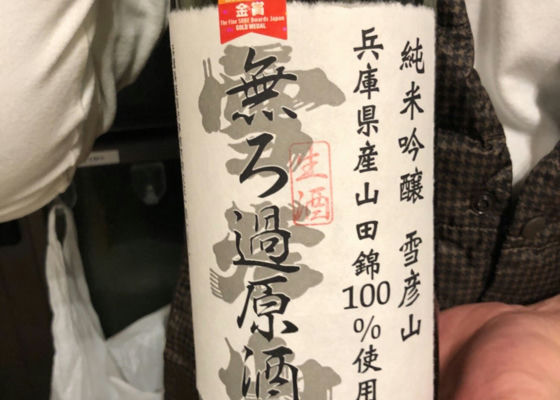 金賞
The Fine SAKE Awards Japan
GOLD MEDAL
純米吟醸 雪彦山
兵庫県産山田錦100%使用
無ろ過原酒
生酒